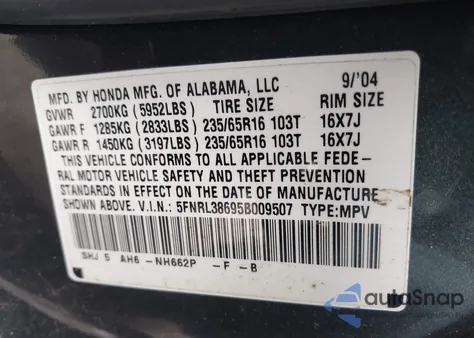 MFD. BY HONDA MFG. OF ALABAMA, LLC 9/'04
GVWR 2700KG (5952LBS) TIRE SIZE RIM SIZE
GAWR F 1285KG (2833LBS) 235/65R16 103T 16X7J
GAWR R 1450KG (3197LBS) 235/65R16 103T 16X7J
THIS VEHICLE CONFORMS TO ALL APPLICABLE FEDE-
RAL MOTOR VEHICLE SAFETY AND THEFT PREVENTION
STANDARDS IN EFFECT ON THE DATE OF MANUFACTURE
SHOWN ABOVE. V.I.N.: 5FNRL38695B009507 TYPE:MPV
SHJ 5 AH6 -NH662P -F -B
autoSnap